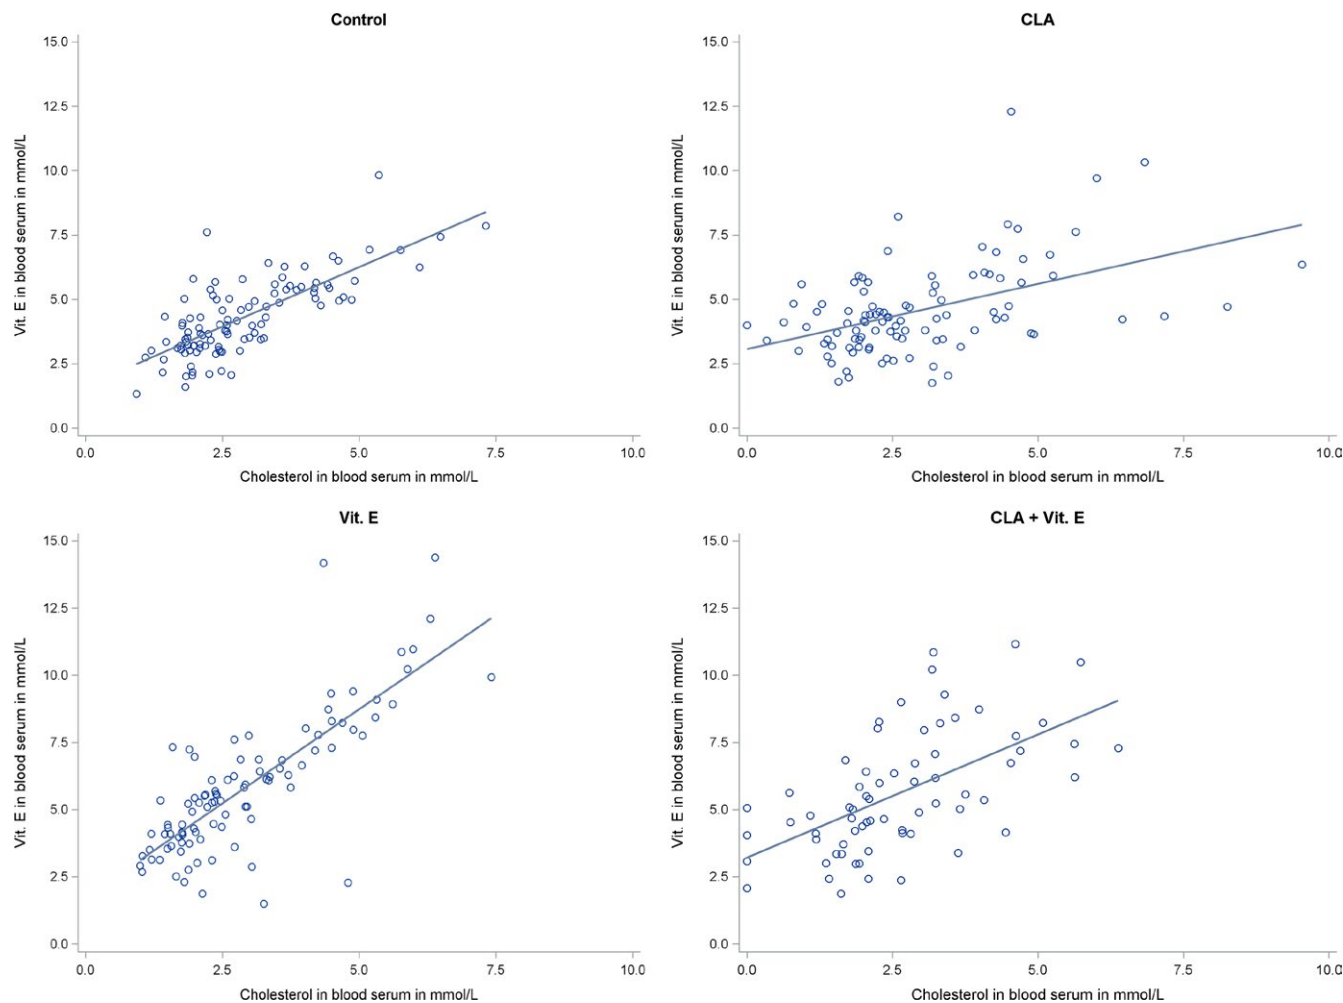 Control
15.0
12.5
10.0
7.5
5.0
2.5
0.0
Vit. E in blood serum in mmol/L
0.0 2.5 5.0 7.5 10.0
Cholesterol in blood serum in mmol/L
CLA
15.0
12.5
10.0
7.5
5.0
2.5
0.0
Vit. E in blood serum in mmol/L
0.0 2.5 5.0 7.5 10.0
Cholesterol in blood serum in mmol/L
Vit. E
15.0
12.5
10.0
7.5
5.0
2.5
0.0
Vit. E in blood serum in mmol/L
0.0 2.5 5.0 7.5 10.0
Cholesterol in blood serum in mmol/L
CLA + Vit. E
15.0
12.5
10.0
7.5
5.0
2.5
0.0
Vit. E in blood serum in mmol/L
0.0 2.5 5.0 7.5 10.0
Cholesterol in blood serum in mmol/L